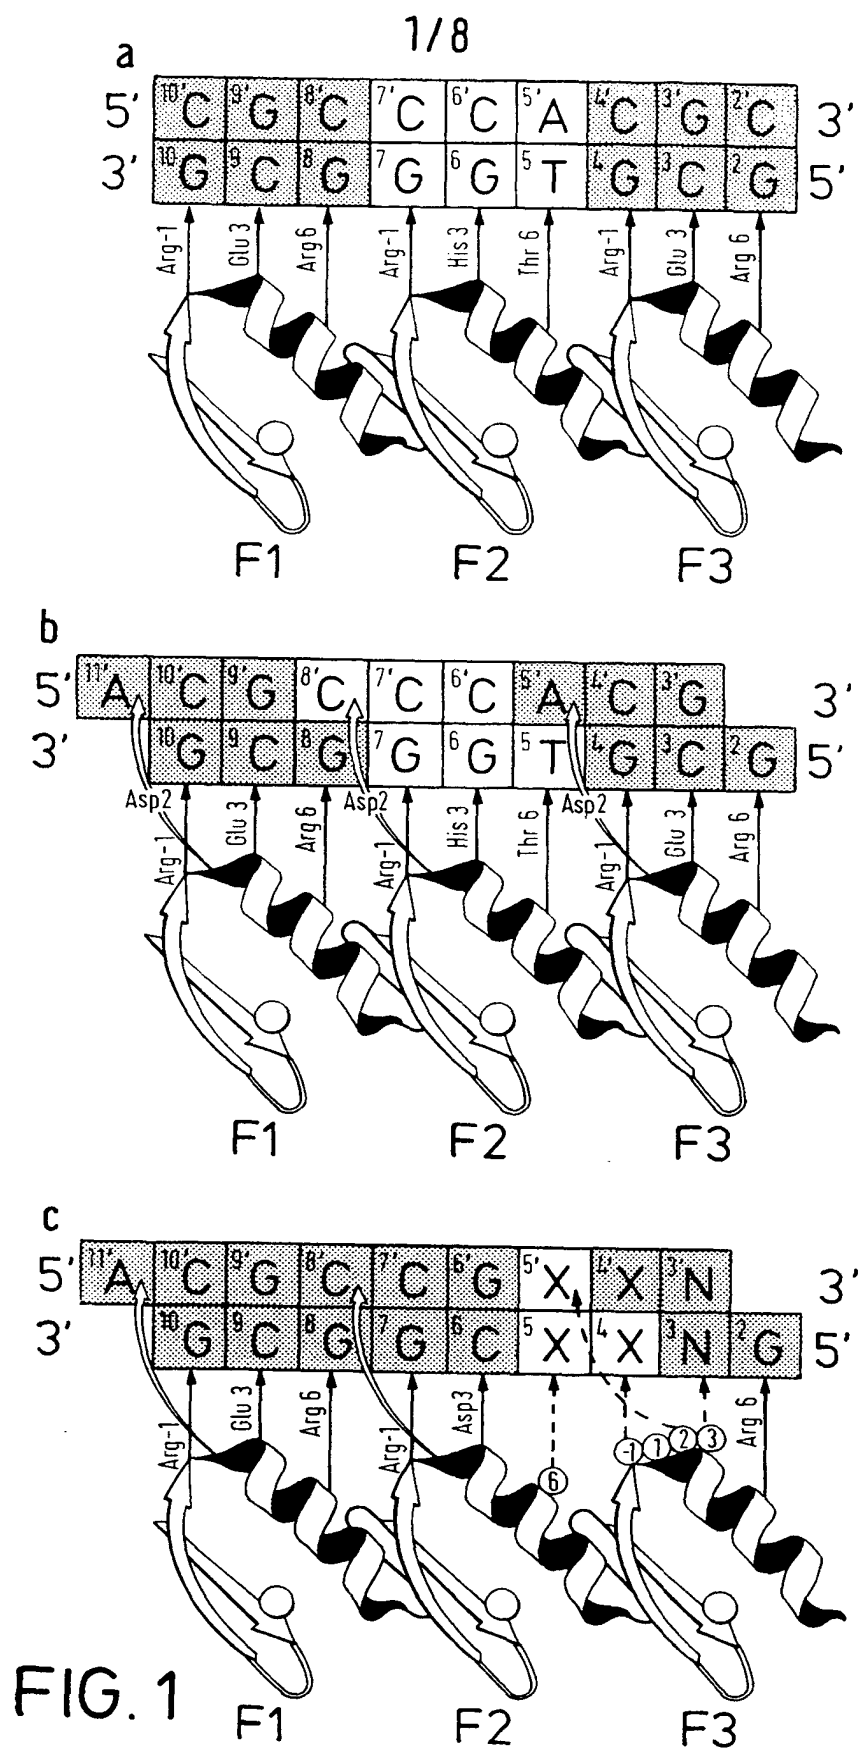 1/8
a
5' 10'C 9'G 8'C 7'C 6'C 5'A 4'C 3'G 2'C 3'
3' 10G 9C 8G 7G 6G 5T 4G 3C 2G 5'
Arg-1 Glu 3 Arg 6 Arg-1 His 3 Thr 6 Arg-1 Glu 3 Arg 6
F1 F2 F3
b
5' 11'A 10'C 9'G 8'C 7'C 6'C 5'A 4'C 3'G 3'
3' 10G 9C 8G 7G 6G 5T 4G 3C 2G 5'
Asp2 Asp2 Asp2
Arg-1 Glu 3 Arg 6 Arg-1 His 3 Thr 6 Arg-1 Glu 3 Arg 6
F1 F2 F3
c
5' 11'A 10'C 9'G 8'C 7'C 6'G 5'X 4'X 3'N 3'
3' 10G 9C 8G 7G 6C 5X 4X 3N 2G 5'
Arg-1 Glu 3 Arg 6 Arg-1 Asp3 Arg 6
-1 1 2 3
6
FIG. 1
F1 F2 F3